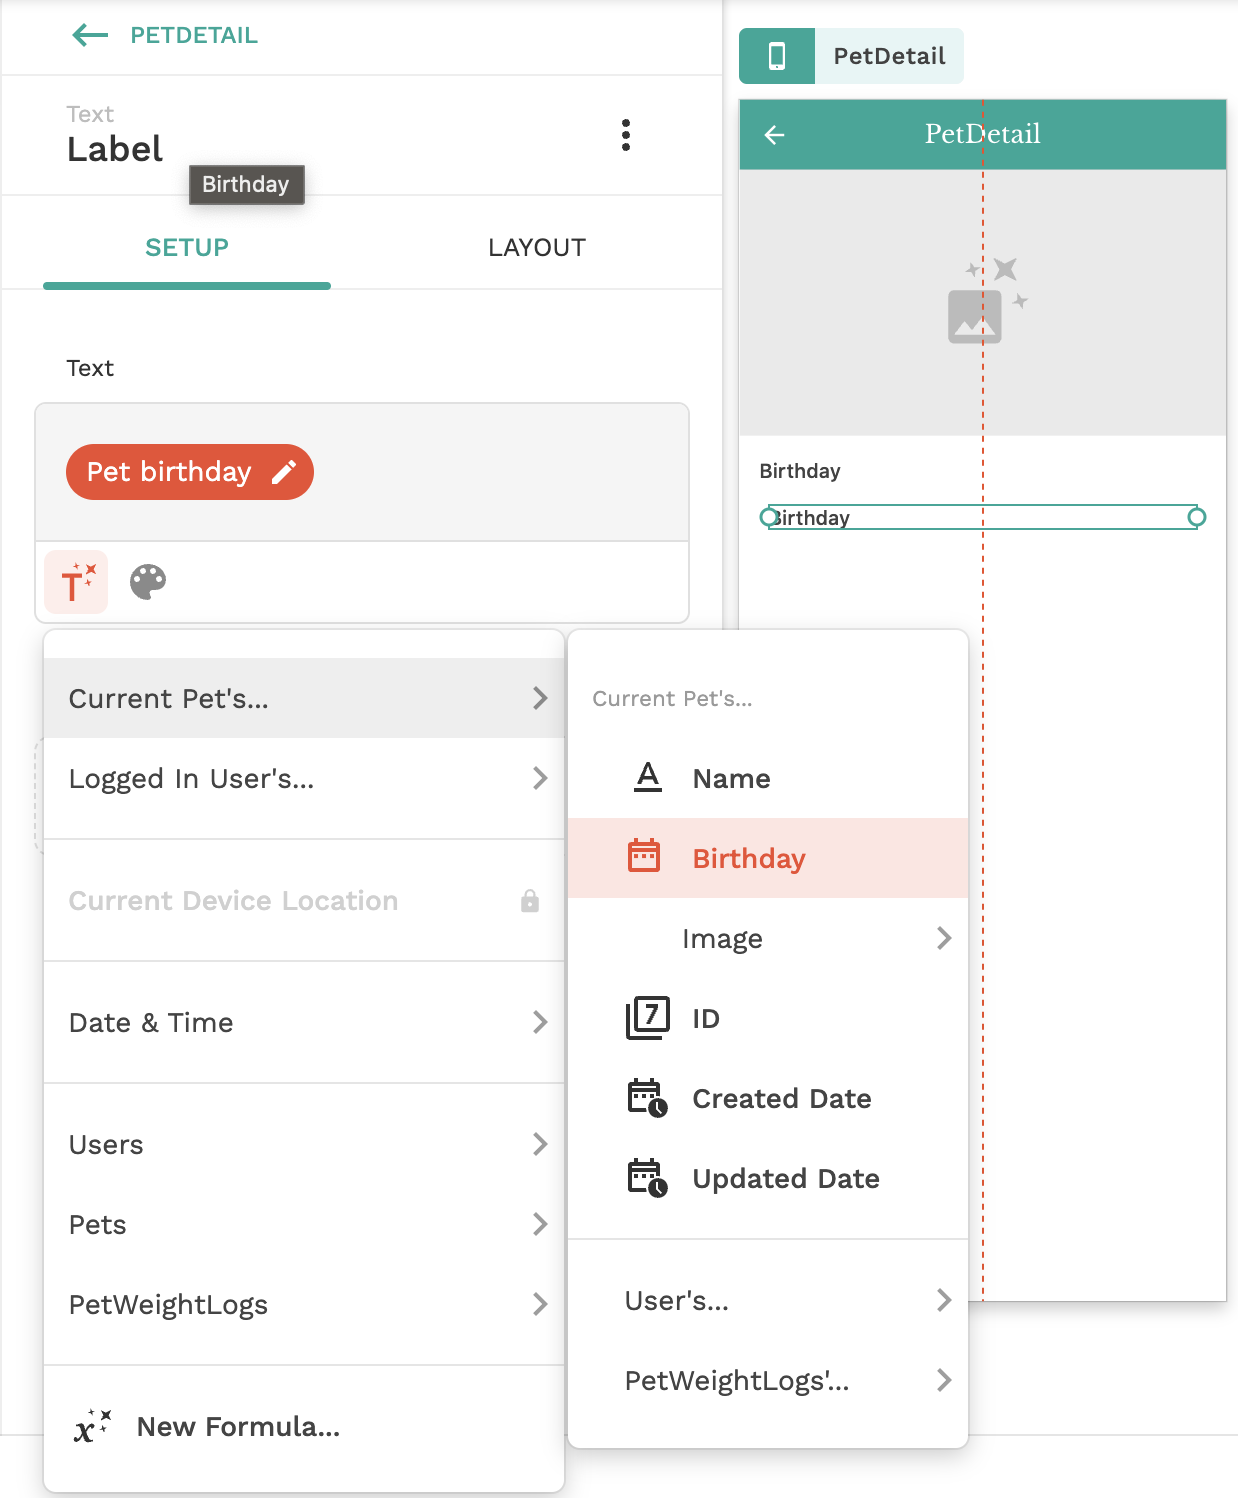 PETDETAIL
Text
Label
Birthday
SETUP
LAYOUT
Text
Pet birthday
Current Pet's...
Logged In User's...
Current Device Location
Date & Time
Users
Pets
PetWeightLogs
New Formula...
Current Pet's...
Name
Birthday
Image
7 ID
Created Date
Updated Date
User's...
PetWeightLogs'...
PetDetail
PetDetail
Birthday
Birthday